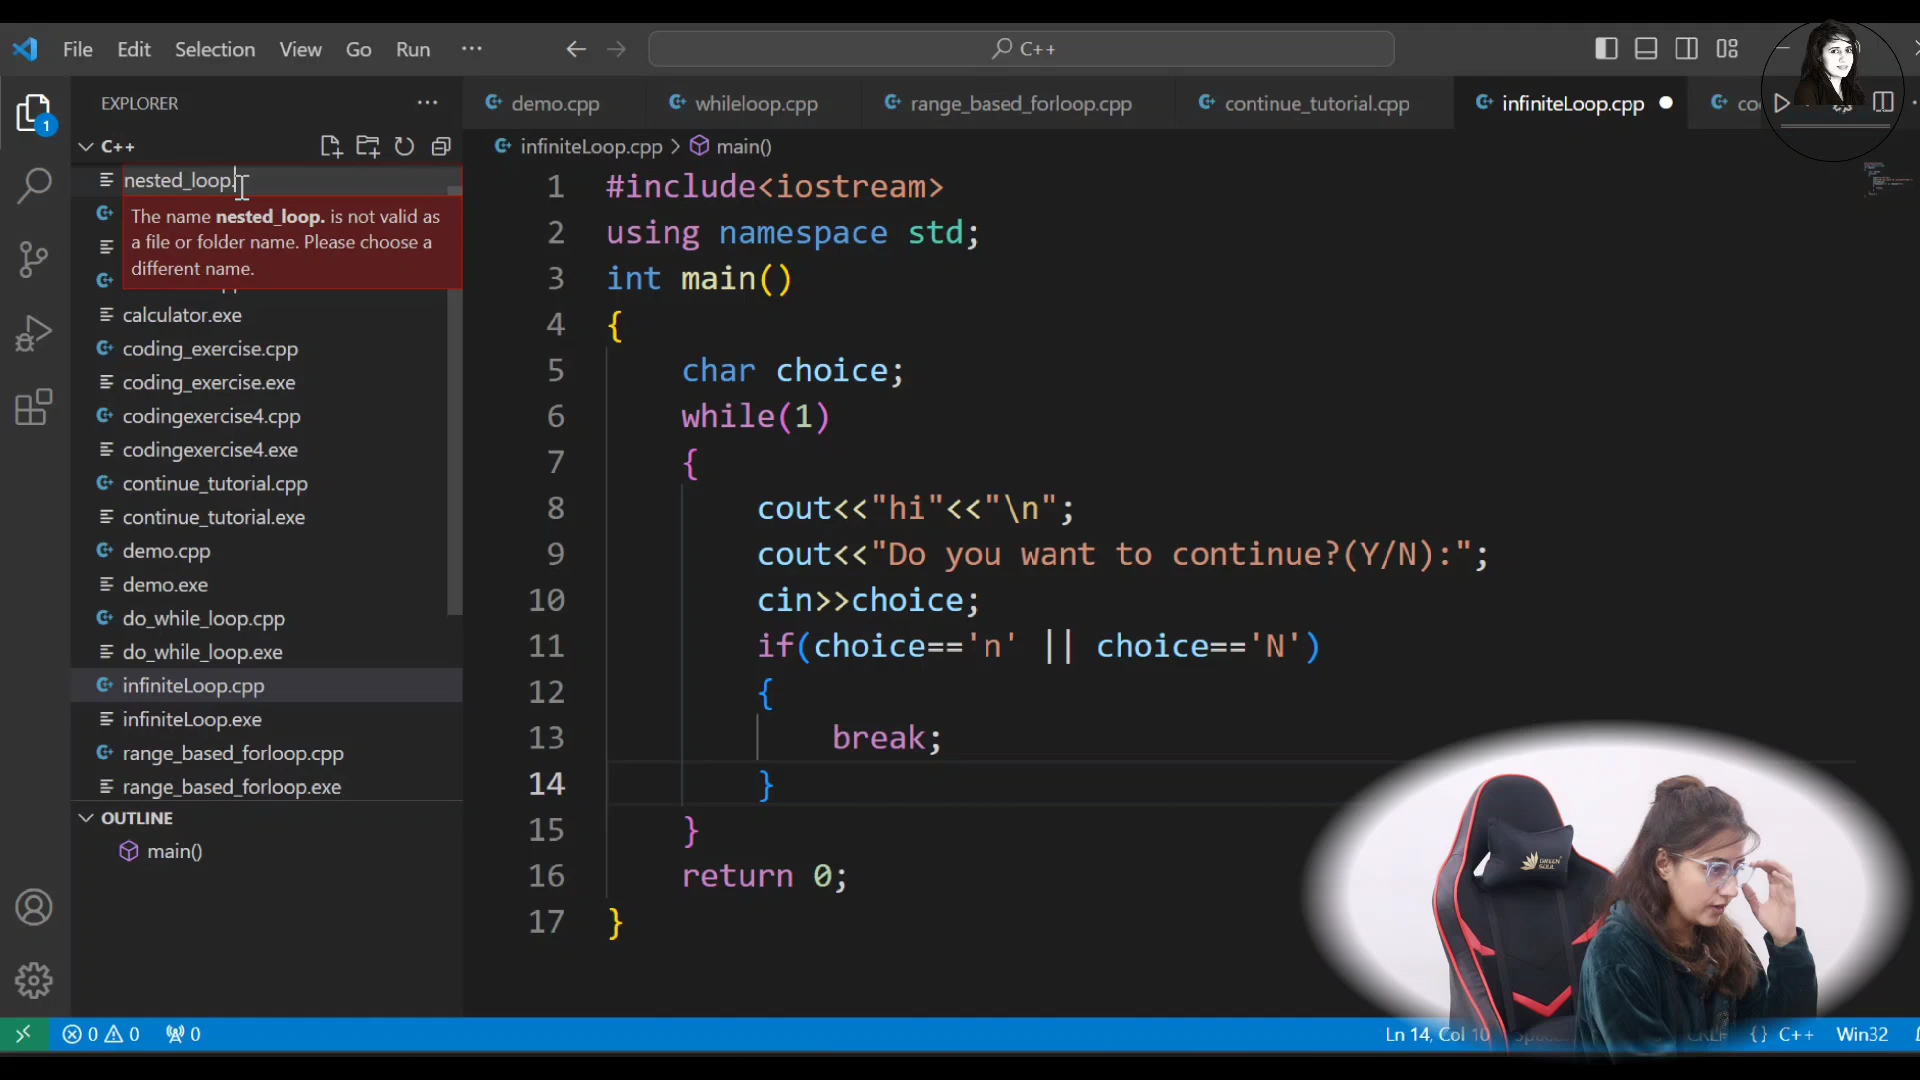 File Edit Selection View Go Run ···
C++
EXPLORER
C++
nested_loop.
The name nested_loop. is not valid as
a file or folder name. Please choose a
different name.
calculator.exe
coding_exercise.cpp
coding_exercise.exe
codingexercise4.cpp
codingexercise4.exe
continue_tutorial.cpp
continue_tutorial.exe
demo.cpp
demo.exe
do_while_loop.cpp
do_while_loop.exe
infiniteLoop.cpp
infiniteLoop.exe
range_based_forloop.cpp
range_based_forloop.exe
OUTLINE
main()
demo.cpp whileloop.cpp range_based_forloop.cpp continue_tutorial.cpp infiniteLoop.cpp
infiniteLoop.cpp > main()
1 #include<iostream>
2 using namespace std;
3 int main()
4 {
5 char choice;
6 while(1)
7 {
8 cout<<"hi"<<"\n";
9 cout<<"Do you want to continue?(Y/N):";
10 cin>>choice;
11 if(choice=='n' || choice=='N')
12 {
13 break;
14 }
15 }
16 return 0;
17 }
GREEN
SOUL
1
0 0 0
Ln 14, Col 10 CRLF {} C++ Win32